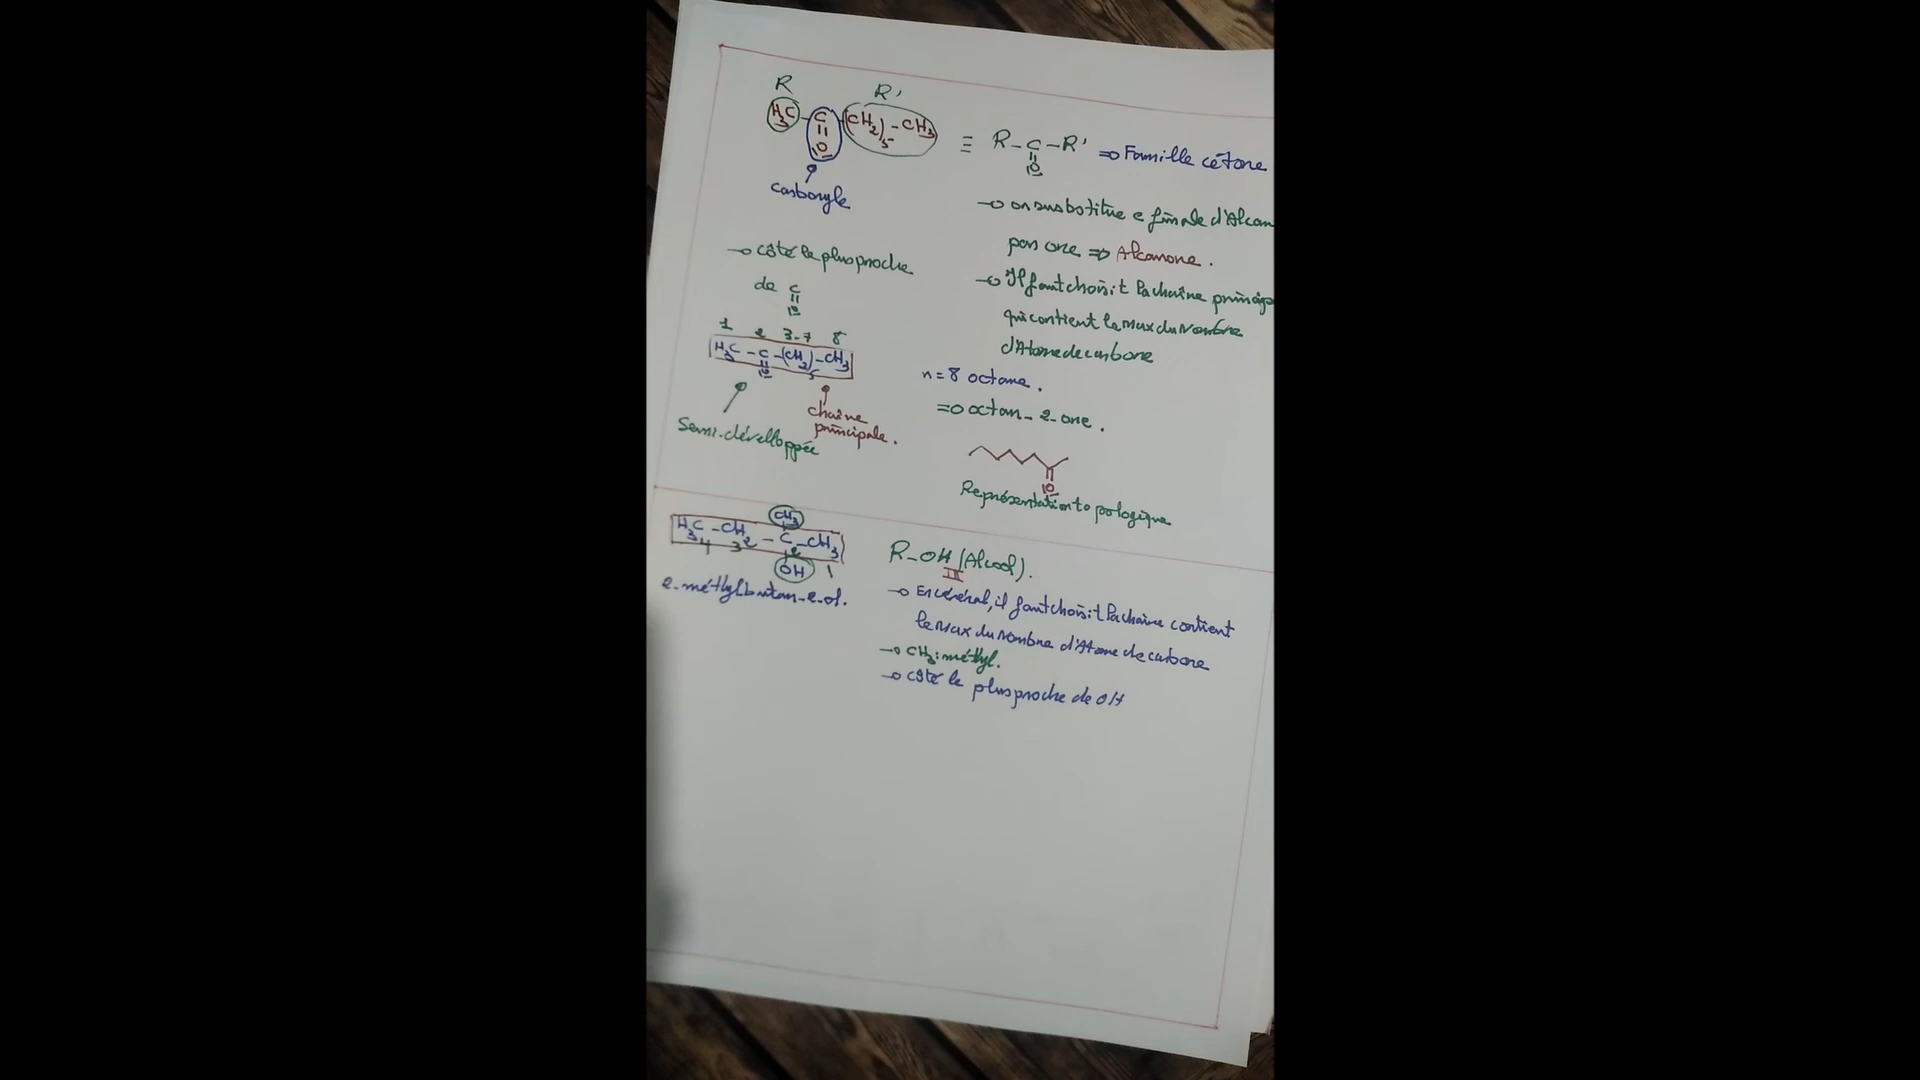 R R'
H3C-C-(CH2)5-CH3 ≡ R-C-R' ⇒ Famille cétone
O O
carbonyle
→ on substitue e finale d'Alcan
par one ⇒ Alcanone.
→ Il faut choisit la chaîne princip
qui contient le Max du Nombre
d'Atome de carbone
→ côté le plus proche
de C
O
1 2 3-7 8
H3C-C-(CH2)5-CH3
O
chaîne
principale.
Semi-dévelloppée
n=8 octane.
⇒ octan-2-one.
O
Représentation topologique
CH3
H3C-CH2-C-CH3
4 3 2 1
OH
2-méthylbutan-2-ol.
R-OH (Alcool).
III
→ En Général, il faut choisit la chaîne contient
le Max du Nombre d'Atome de carbone
→ CH3: méthyl.
→ côté le plus proche de OH